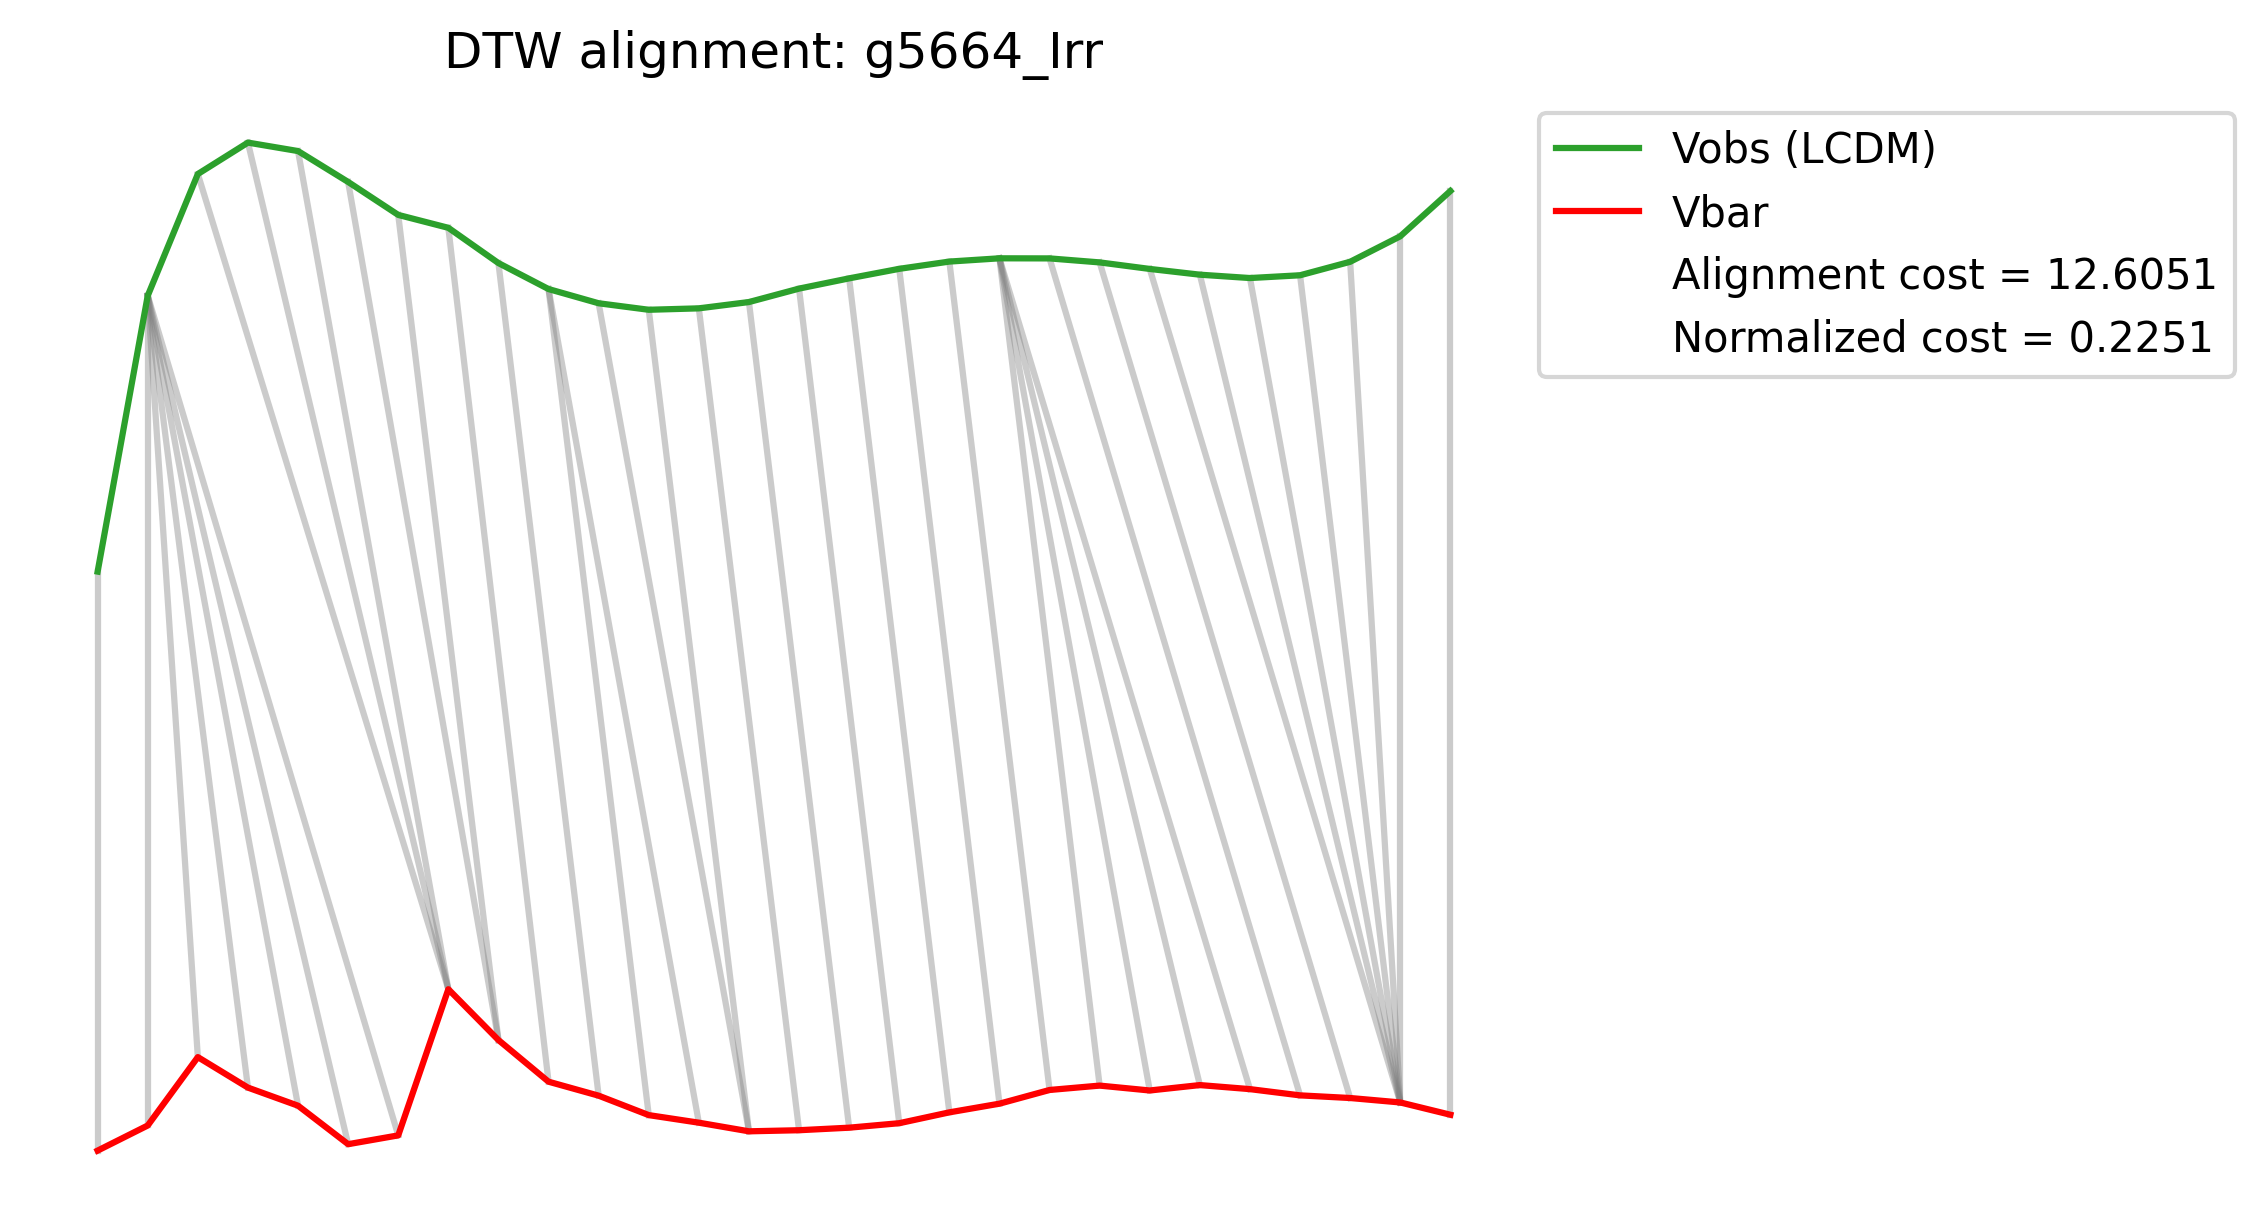 DTW alignment: g5664_Irr
Vobs (LCDM)
Vbar
Alignment cost = 12.6051
Normalized cost = 0.2251